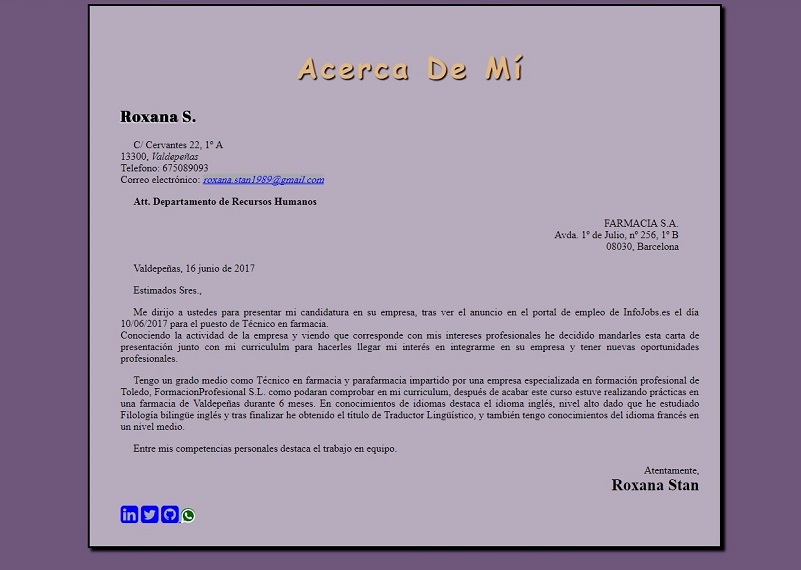 Acerca De Mí
Roxana S.
C/ Cervantes 22, 1º A
13300, Valdepeñas
Telefono: 675089093
Correo electrónico: roxana.stan1989@gmail.com
Att. Departamento de Recursos Humanos
FARMACIA S.A.
Avda. 1º de Julio, nº 256, 1º B
08030, Barcelona
Valdepeñas, 16 junio de 2017
Estimados Sres.,
Me dirijo a ustedes para presentar mi candidatura en su empresa, tras ver el anuncio en el portal de empleo de InfoJobs.es el día
10/06/2017 para el puesto de Técnico en farmacia.
Conociendo la actividad de la empresa y viendo que corresponde con mis intereses profesionales he decidido mandarles esta carta de
presentación junto con mi curricululm para hacerles llegar mi interés en integrarme en su empresa y tener nuevas oportunidades
profesionales.
Tengo un grado medio como Técnico en farmacia y parafarmacia impartido por una empresa especializada en formación profesional de
Toledo, FormacionProfesional S.L. como podaran comprobar en mi curriculum, después de acabar este curso estuve realizando prácticas en
una farmacia de Valdepeñas durante 6 meses. En conocimientos de idiomas destaca el idioma inglés, nivel alto dado que he estudiado
Filología bilingüe inglés y tras finalizar he obtenido el título de Traductor Lingüístico, y también tengo conocimientos del idioma francés en
un nivel medio.
Entre mis competencias personales destaca el trabajo en equipo.
Atentamente,
Roxana Stan